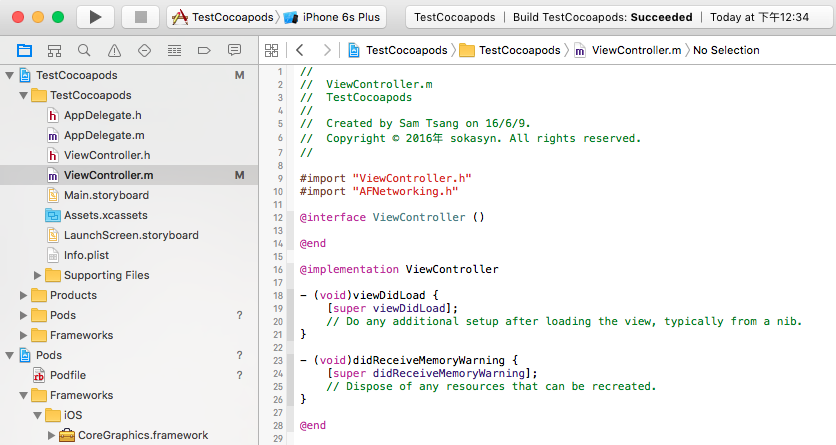 TestCocoapods 〉 iPhone 6s Plus
TestCocoapods | Build TestCocoapods: Succeeded | Today at 下午12:34
TestCocoapods 〉 TestCocoapods 〉 ViewController.m 〉 No Selection
TestCocoapods M
TestCocoapods
h AppDelegate.h
m AppDelegate.m
h ViewController.h
m ViewController.m M
Main.storyboard
Assets.xcassets
LaunchScreen.storyboard
Info.plist
Supporting Files
Products
Pods ?
Frameworks
Pods ?
rb Podfile
Frameworks
iOS
CoreGraphics.framework
1 //
2 //  ViewController.m
3 //  TestCocoapods
4 //
5 //  Created by Sam Tsang on 16/6/9.
6 //  Copyright © 2016年 sokasyn. All rights reserved.
7 //
8
9 #import "ViewController.h"
10 #import "AFNetworking.h"
11
12 @interface ViewController ()
13
14 @end
15
16 @implementation ViewController
17
18 - (void)viewDidLoad {
19     [super viewDidLoad];
20     // Do any additional setup after loading the view, typically from a nib.
21 }
22
23 - (void)didReceiveMemoryWarning {
24     [super didReceiveMemoryWarning];
25     // Dispose of any resources that can be recreated.
26 }
27
28 @end
29